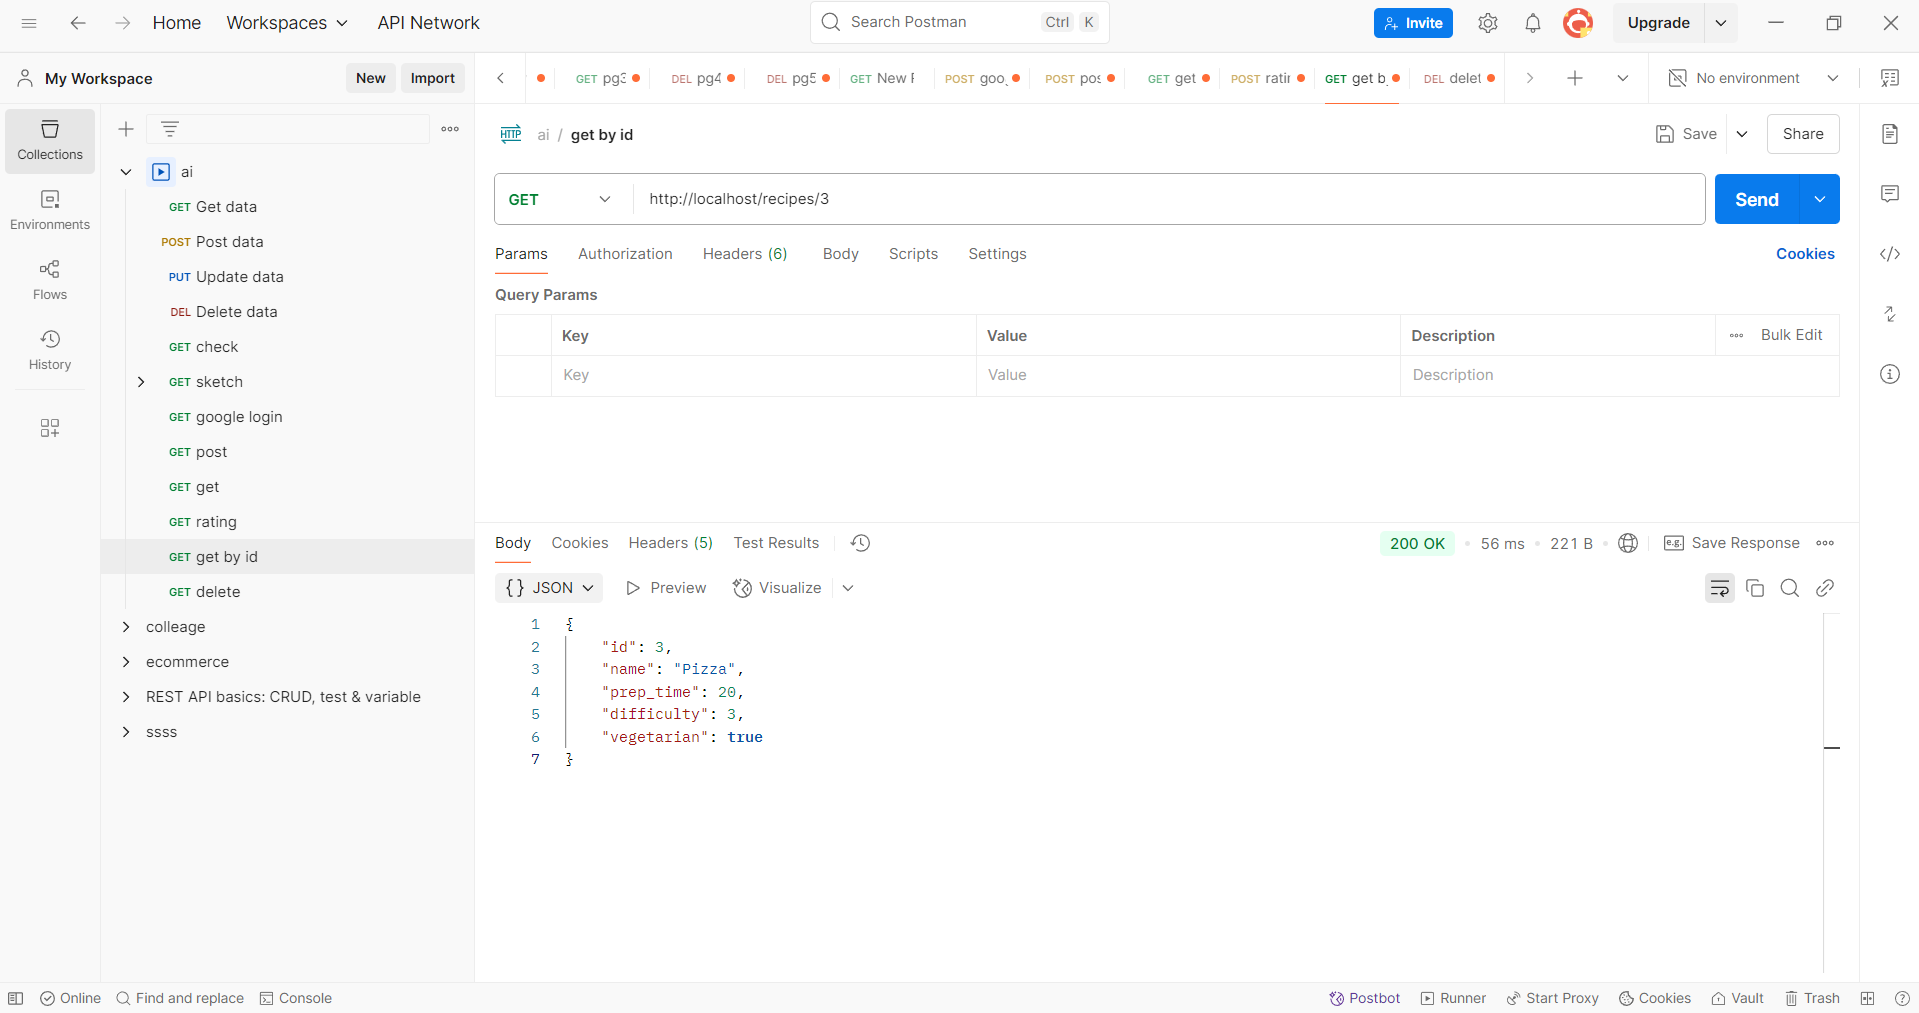 Home Workspaces API Network Search Postman Ctrl K Invite Upgrade
My Workspace New Import GET pg3 DEL pg4 DEL pg5 GET New POST goo POST pos GET get POST ratir GET get b DEL delet No environment
Collections
Environments
Flows
History
ai
GET Get data
POST Post data
PUT Update data
DEL Delete data
GET check
GET sketch
GET google login
GET post
GET get
GET rating
GET get by id
GET delete
colleage
ecommerce
REST API basics: CRUD, test & variable
ssss
HTTP ai / get by id Save Share
GET http://localhost/recipes/3 Send
Params Authorization Headers (6) Body Scripts Settings Cookies
Query Params
Key Value Description Bulk Edit
Key Value Description
Body Cookies Headers (5) Test Results 200 OK 56 ms 221 B e.g. Save Response
{} JSON Preview Visualize
1 {
2 "id": 3,
3 "name": "Pizza",
4 "prep_time": 20,
5 "difficulty": 3,
6 "vegetarian": true
7 }
Online Find and replace Console Postbot Runner Start Proxy Cookies Vault Trash